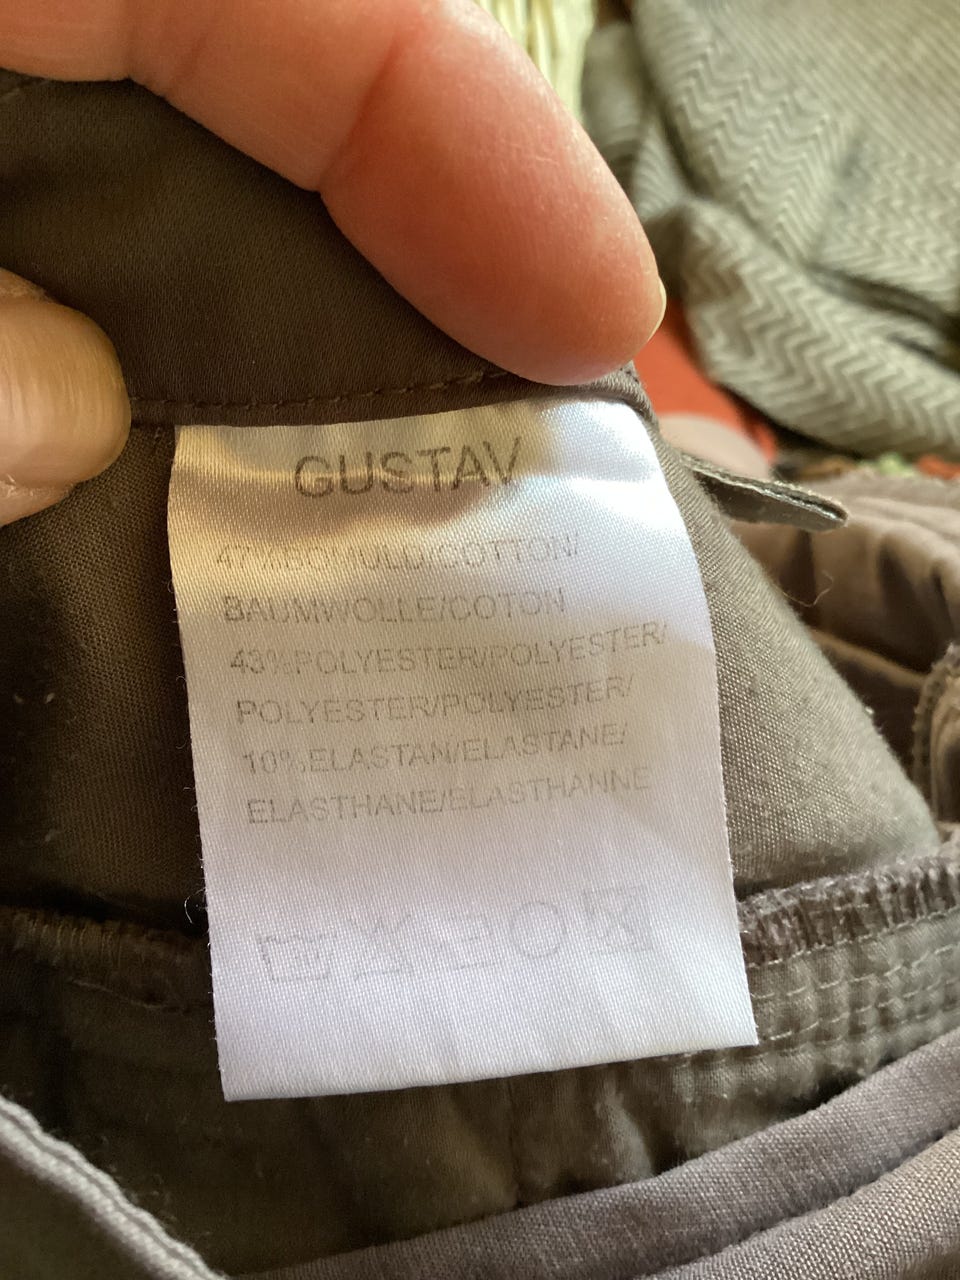 GUSTAV
47%BOMULD/COTTON/
BAUMWOLLE/COTON
43%POLYESTER/POLYESTER/
POLYESTER/POLYESTER/
10%ELASTAN/ELASTANE/
ELASTHANE/ELASTHANNE